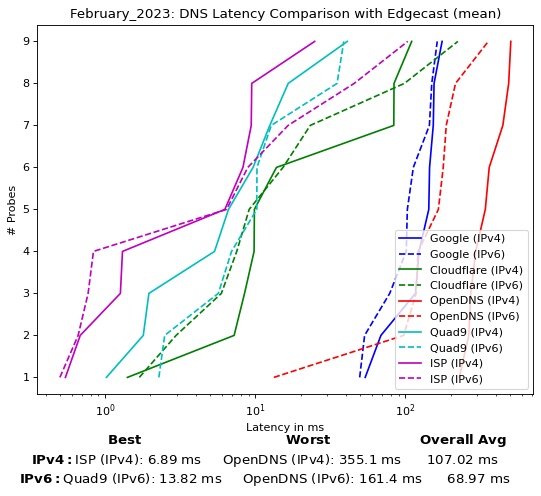 February_2023: DNS Latency Comparison with Edgecast (mean)
9
8
7
6
5
4
3
2
1
# Probes
Google (IPv4)
Google (IPv6)
Cloudflare (IPv4)
Cloudflare (IPv6)
OpenDNS (IPv4)
OpenDNS (IPv6)
Quad9 (IPv4)
Quad9 (IPv6)
ISP (IPv4)
ISP (IPv6)
10⁰ 10¹ 10²
Latency in ms
Best Worst Overall Avg
IPv4: ISP (IPv4): 6.89 ms OpenDNS (IPv4): 355.1 ms 107.02 ms
IPv6: Quad9 (IPv6): 13.82 ms OpenDNS (IPv6): 161.4 ms 68.97 ms